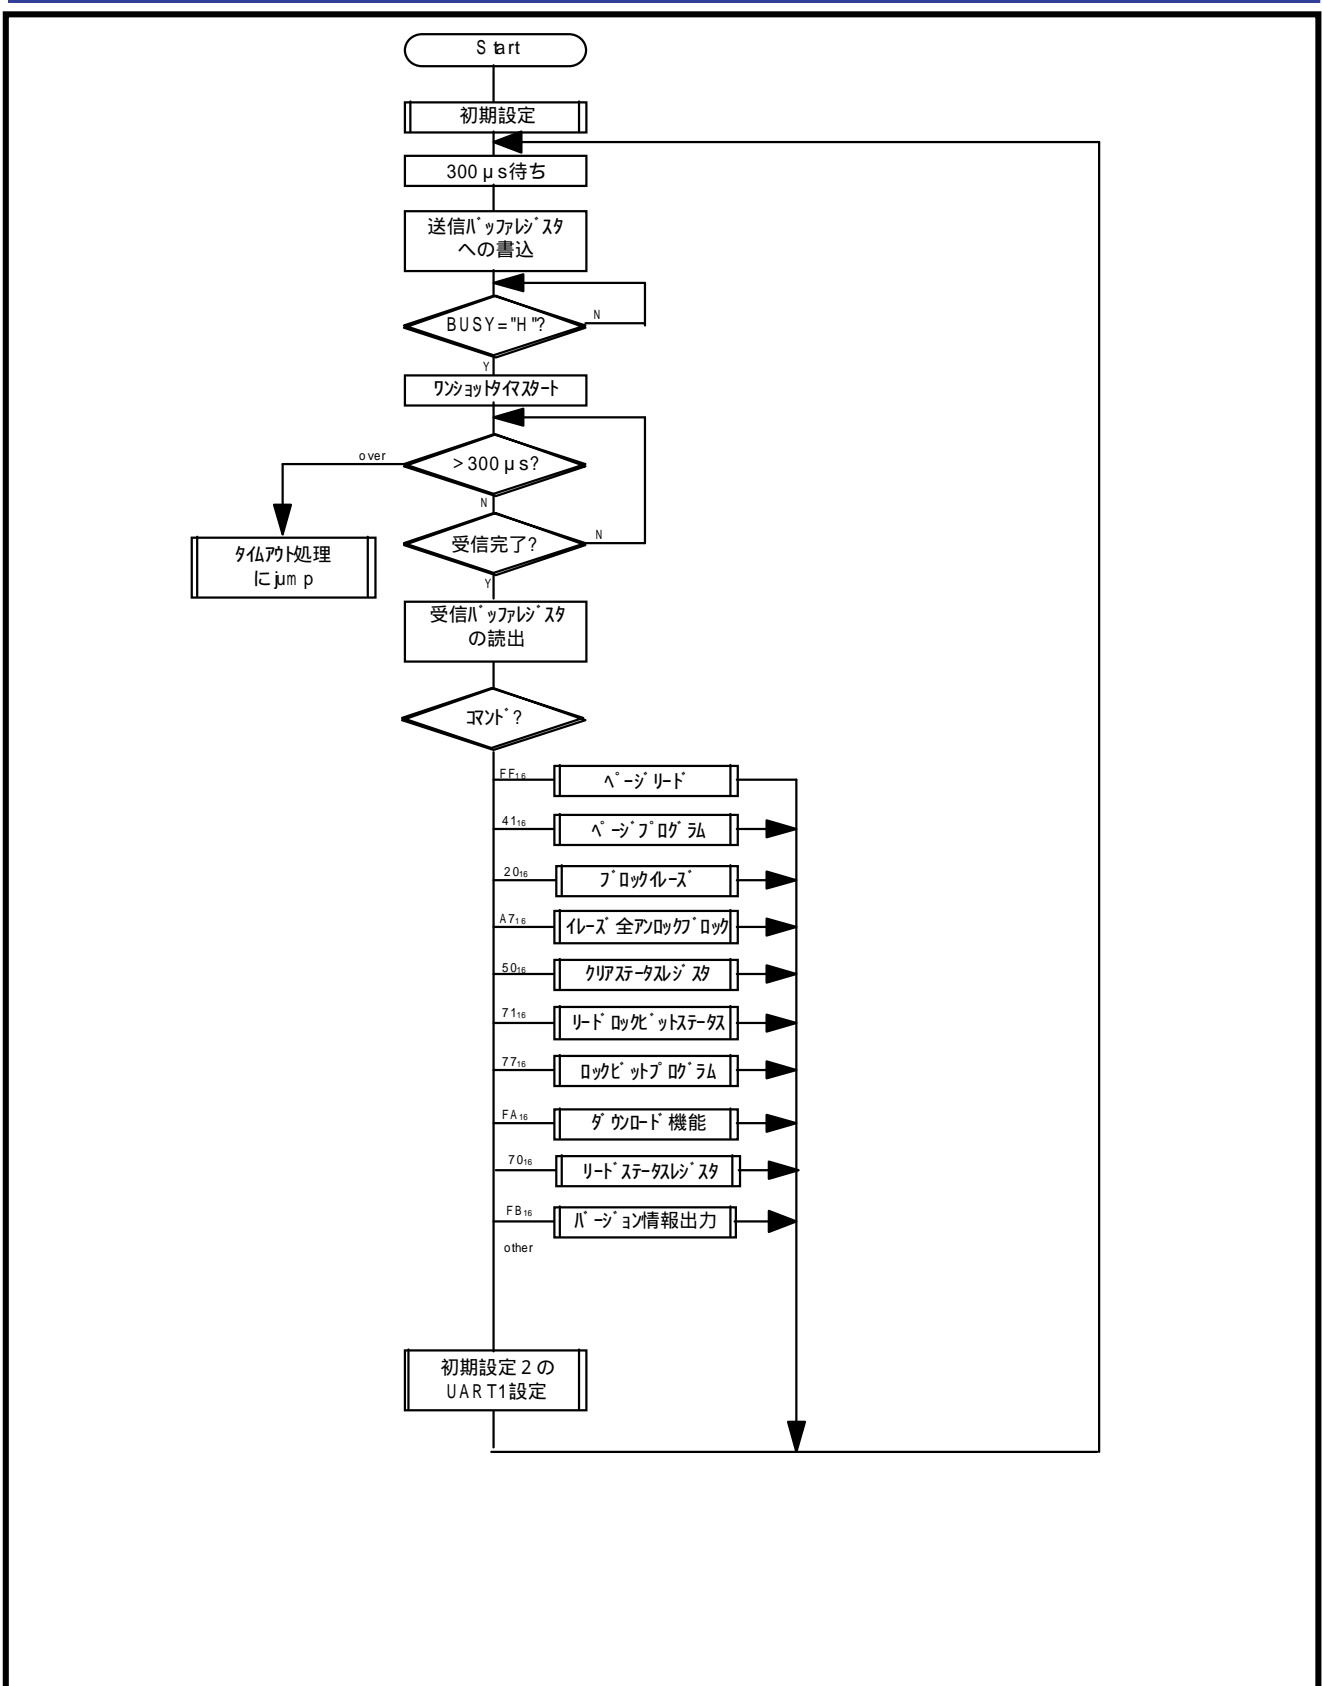 Start
初期設定
300μs待ち
送信ﾊﾞｯﾌｧﾚｼﾞｽﾀ
への書込
BUSY="H"?
N
Y
ﾜﾝｼｮｯﾄﾀｲﾏｽﾀｰﾄ
over
>300μs?
N
受信完了?
N
ﾀｲﾑｱｳﾄ処理
にjump
Y
受信ﾊﾞｯﾌｧﾚｼﾞｽﾀ
の読出
ｺﾏﾝﾄﾞ?
FF16 ﾍﾟｰｼﾞﾘｰﾄﾞ
4116 ﾍﾟｰｼﾞﾌﾟﾛｸﾞﾗﾑ
2016 ﾌﾞﾛｯｸｲﾚｰｽﾞ
A716 ｲﾚｰｽﾞ全ｱﾝﾛｯｸﾌﾞﾛｯｸ
5016 ｸﾘｱｽﾃｰﾀｽﾚｼﾞｽﾀ
7116 ﾘｰﾄﾞﾛｯｸﾋﾞｯﾄｽﾃｰﾀｽ
7716 ﾛｯｸﾋﾞｯﾄﾌﾟﾛｸﾞﾗﾑ
FA16 ﾀﾞｳﾝﾛｰﾄﾞ機能
7016 ﾘｰﾄﾞｽﾃｰﾀｽﾚｼﾞｽﾀ
FB16 ﾊﾞｰｼﾞｮﾝ情報出力
other
初期設定２の
UART1設定